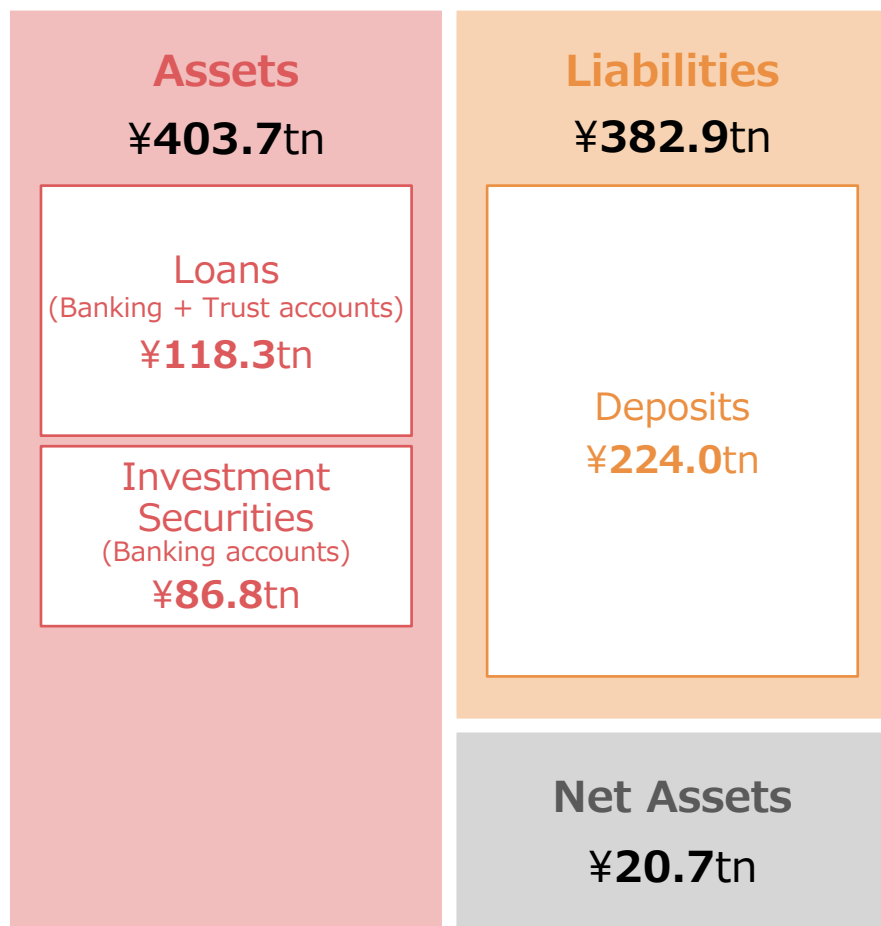 Assets
¥403.7tn
Loans
(Banking + Trust accounts)
¥118.3tn
Investment
Securities
(Banking accounts)
¥86.8tn
Liabilities
¥382.9tn
Deposits
¥224.0tn
Net Assets
¥20.7tn